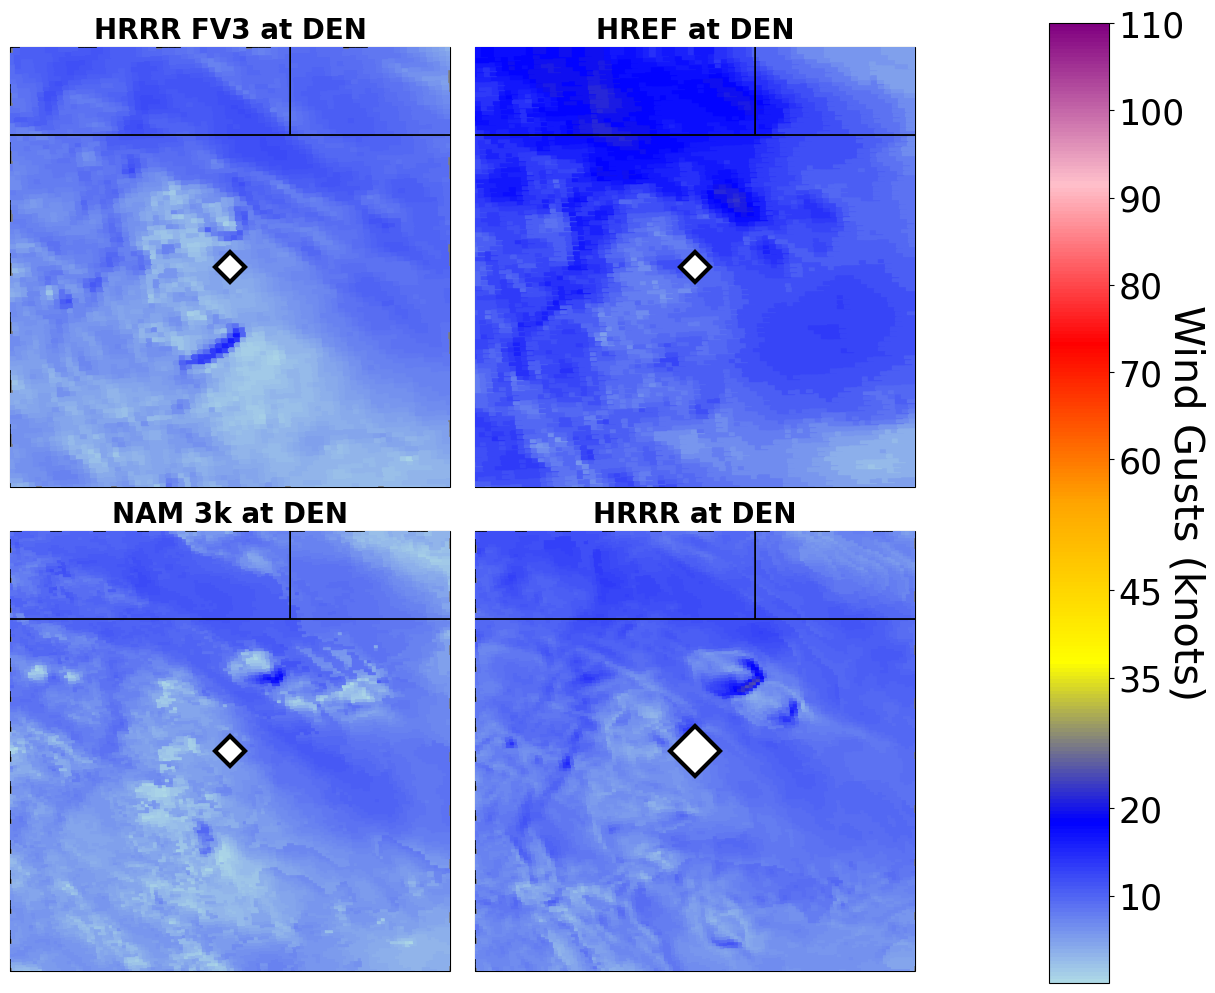 HRRR FV3 at DEN
HREF at DEN
NAM 3k at DEN
HRRR at DEN
110
100
90
80
70
60
45
35
20
10
Wind Gusts (knots)